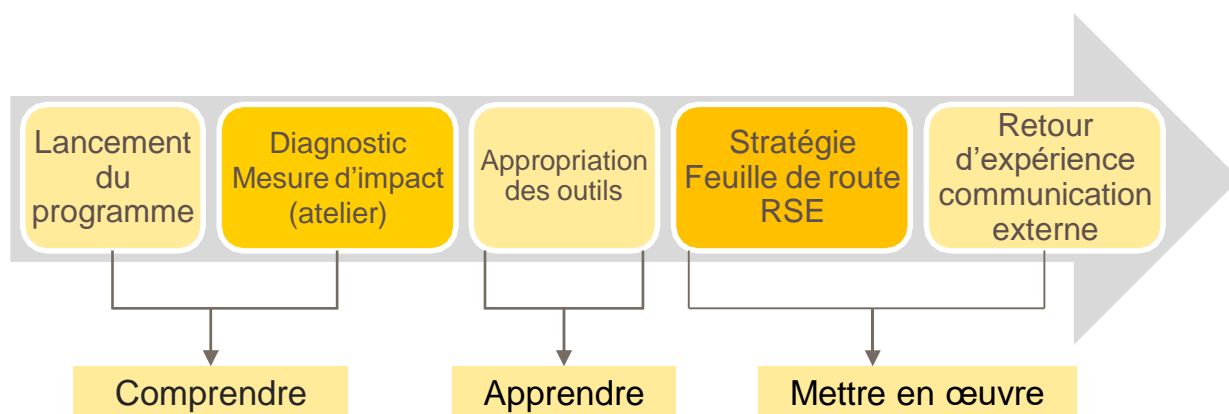 Lancement
du
programme
Diagnostic
Mesure d'impact
(atelier)
Appropriation
des outils
Stratégie
Feuille de route
RSE
Retour
d'expérience
communication
externe
Comprendre
Apprendre
Mettre en œuvre